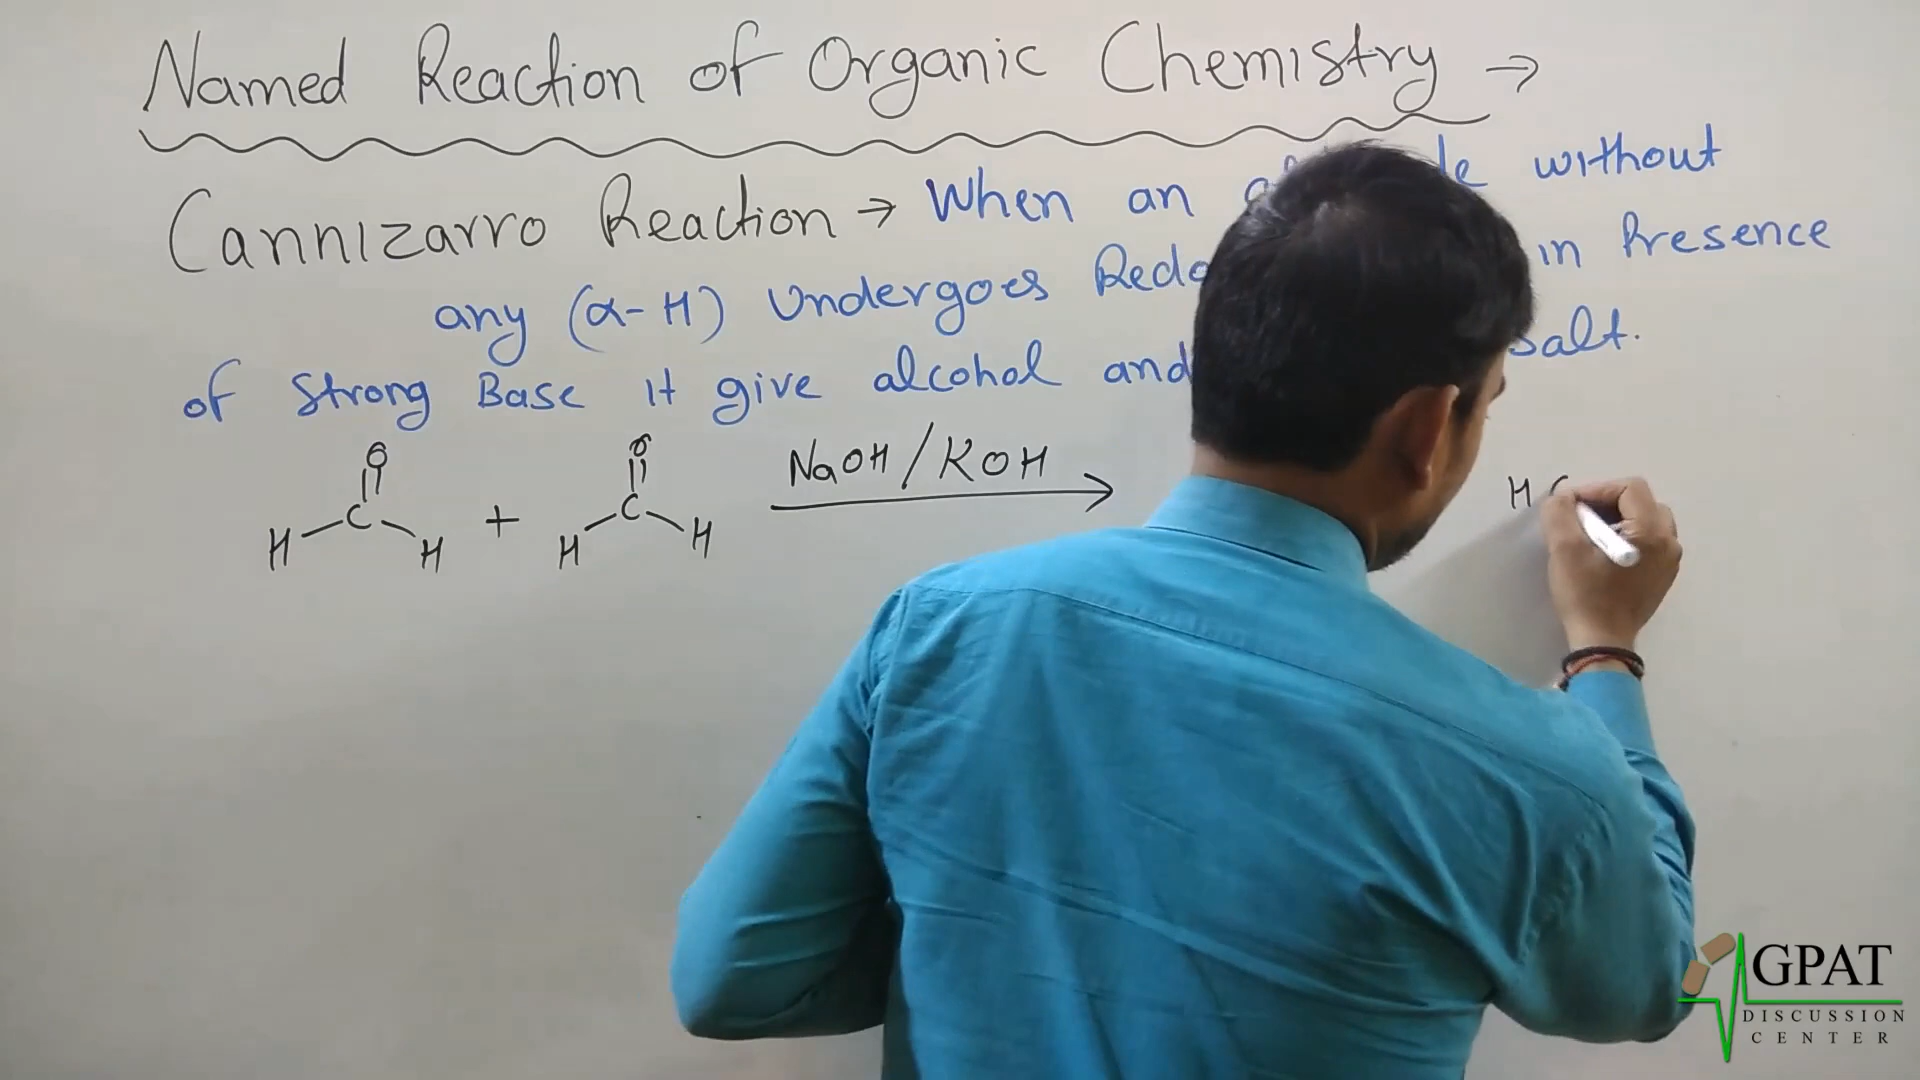 Named Reaction of Organic Chemistry →
Cannizarro Reaction → When an without
any (α-H) Undergoes in Presence
of Strong Base it give alcohol and salt.
O O
NaOH/KOH
C + C
H H H H
H
GPAT
DISCUSSION
CENTER